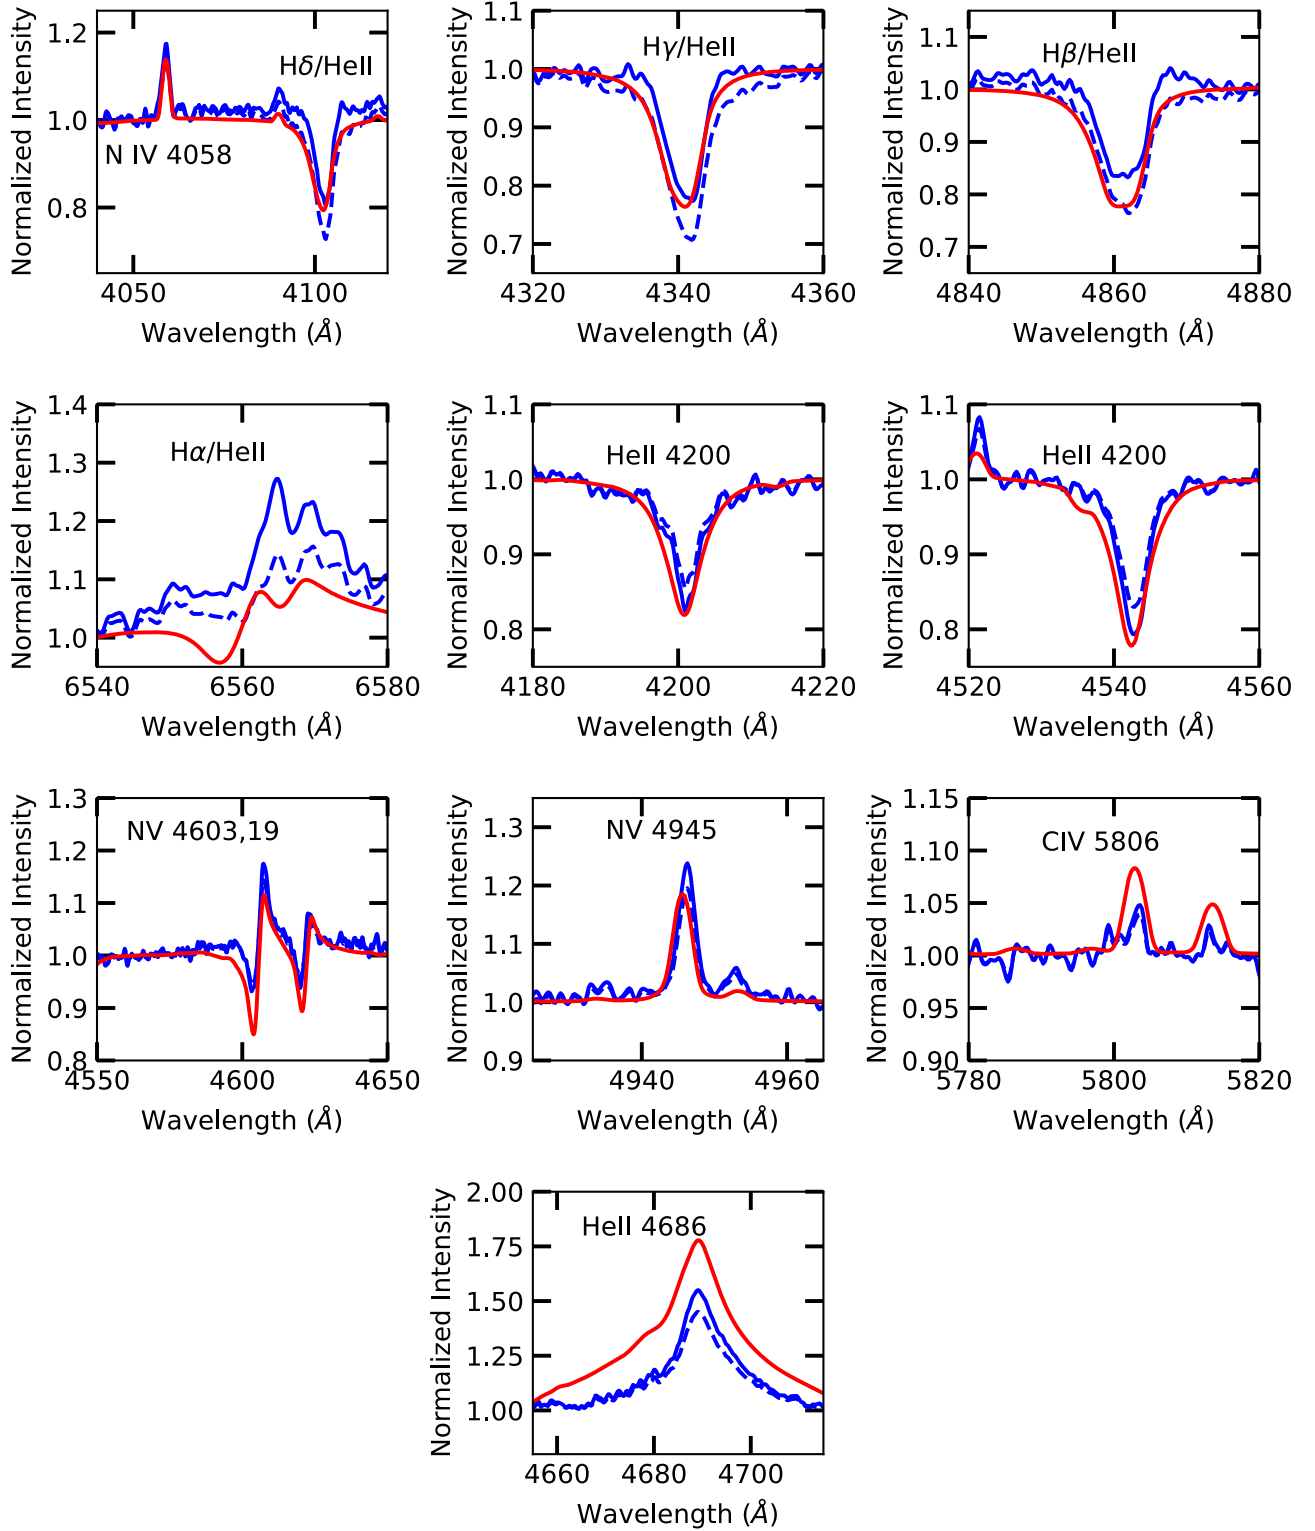 1.2
1.0
0.8
4050 4100
Normalized Intensity
Wavelength (Å)
Hδ/HeII
N IV 4058
1.1
1.0
0.9
0.8
0.7
4320 4340 4360
Normalized Intensity
Wavelength (Å)
Hγ/HeII
1.1
1.0
0.9
0.8
0.7
4840 4860 4880
Normalized Intensity
Wavelength (Å)
Hβ/HeII
1.4
1.3
1.2
1.1
1.0
6540 6560 6580
Normalized Intensity
Wavelength (Å)
Hα/HeII
1.1
1.0
0.9
0.8
4180 4200 4220
Normalized Intensity
Wavelength (Å)
HeII 4200
1.1
1.0
0.9
0.8
4520 4540 4560
Normalized Intensity
Wavelength (Å)
HeII 4200
1.3
1.2
1.1
1.0
0.9
0.8
4550 4600 4650
Normalized Intensity
Wavelength (Å)
NV 4603,19
1.3
1.2
1.1
1.0
0.9
4940 4960
Normalized Intensity
Wavelength (Å)
NV 4945
1.15
1.10
1.05
1.00
0.95
0.90
5780 5800 5820
Normalized Intensity
Wavelength (Å)
CIV 5806
2.00
1.75
1.50
1.25
1.00
4660 4680 4700
Normalized Intensity
Wavelength (Å)
HeII 4686